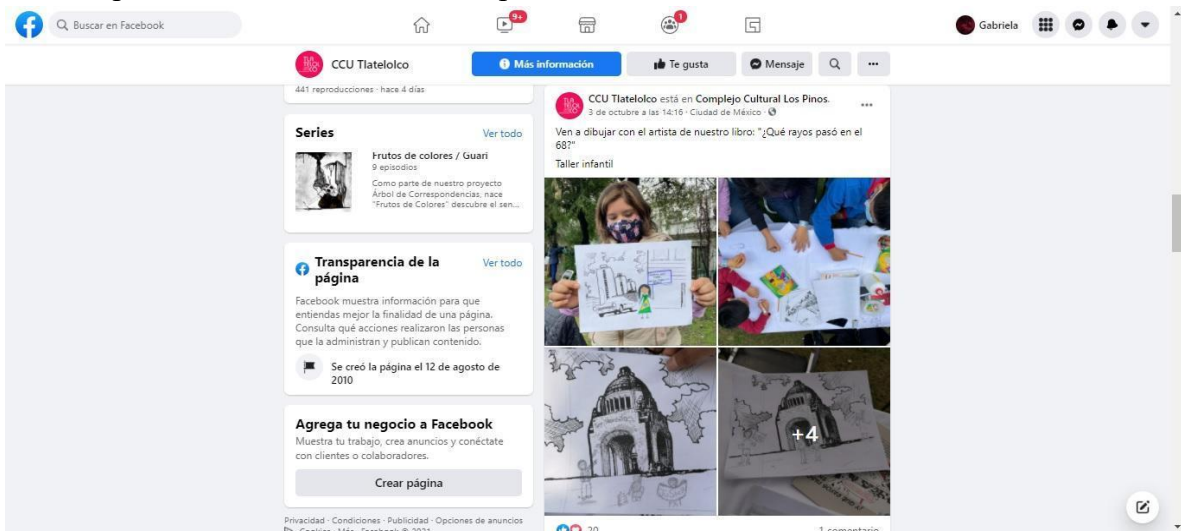 Buscar en Facebook
9+
1
Gabriela
CCU Tlatelolco
Más información
Te gusta
Mensaje
441 reproducciones · hace 4 días
Series
Ver todo
Frutos de colores / Guari
9 episodios
Como parte de nuestro proyecto
Árbol de Correspondencias, nace
"Frutos de Colores" descubre el sen...
Transparencia de la
página
Ver todo
Facebook muestra información para que
entiendas mejor la finalidad de una página.
Consulta qué acciones realizaron las personas
que la administran y publican contenido.
Se creó la página el 12 de agosto de
2010
Agrega tu negocio a Facebook
Muestra tu trabajo, crea anuncios y conéctate
con clientes o colaboradores.
Crear página
Privacidad · Condiciones · Publicidad · Opciones de anuncios
Cookies · Más · Facebook © 2021
CCU Tlatelolco está en Complejo Cultural Los Pinos.
3 de octubre a las 14:16 · Ciudad de México ·
Ven a dibujar con el artista de nuestro libro: "¿Qué rayos pasó en el
68?"
Taller infantil
+4
20
1 comentario